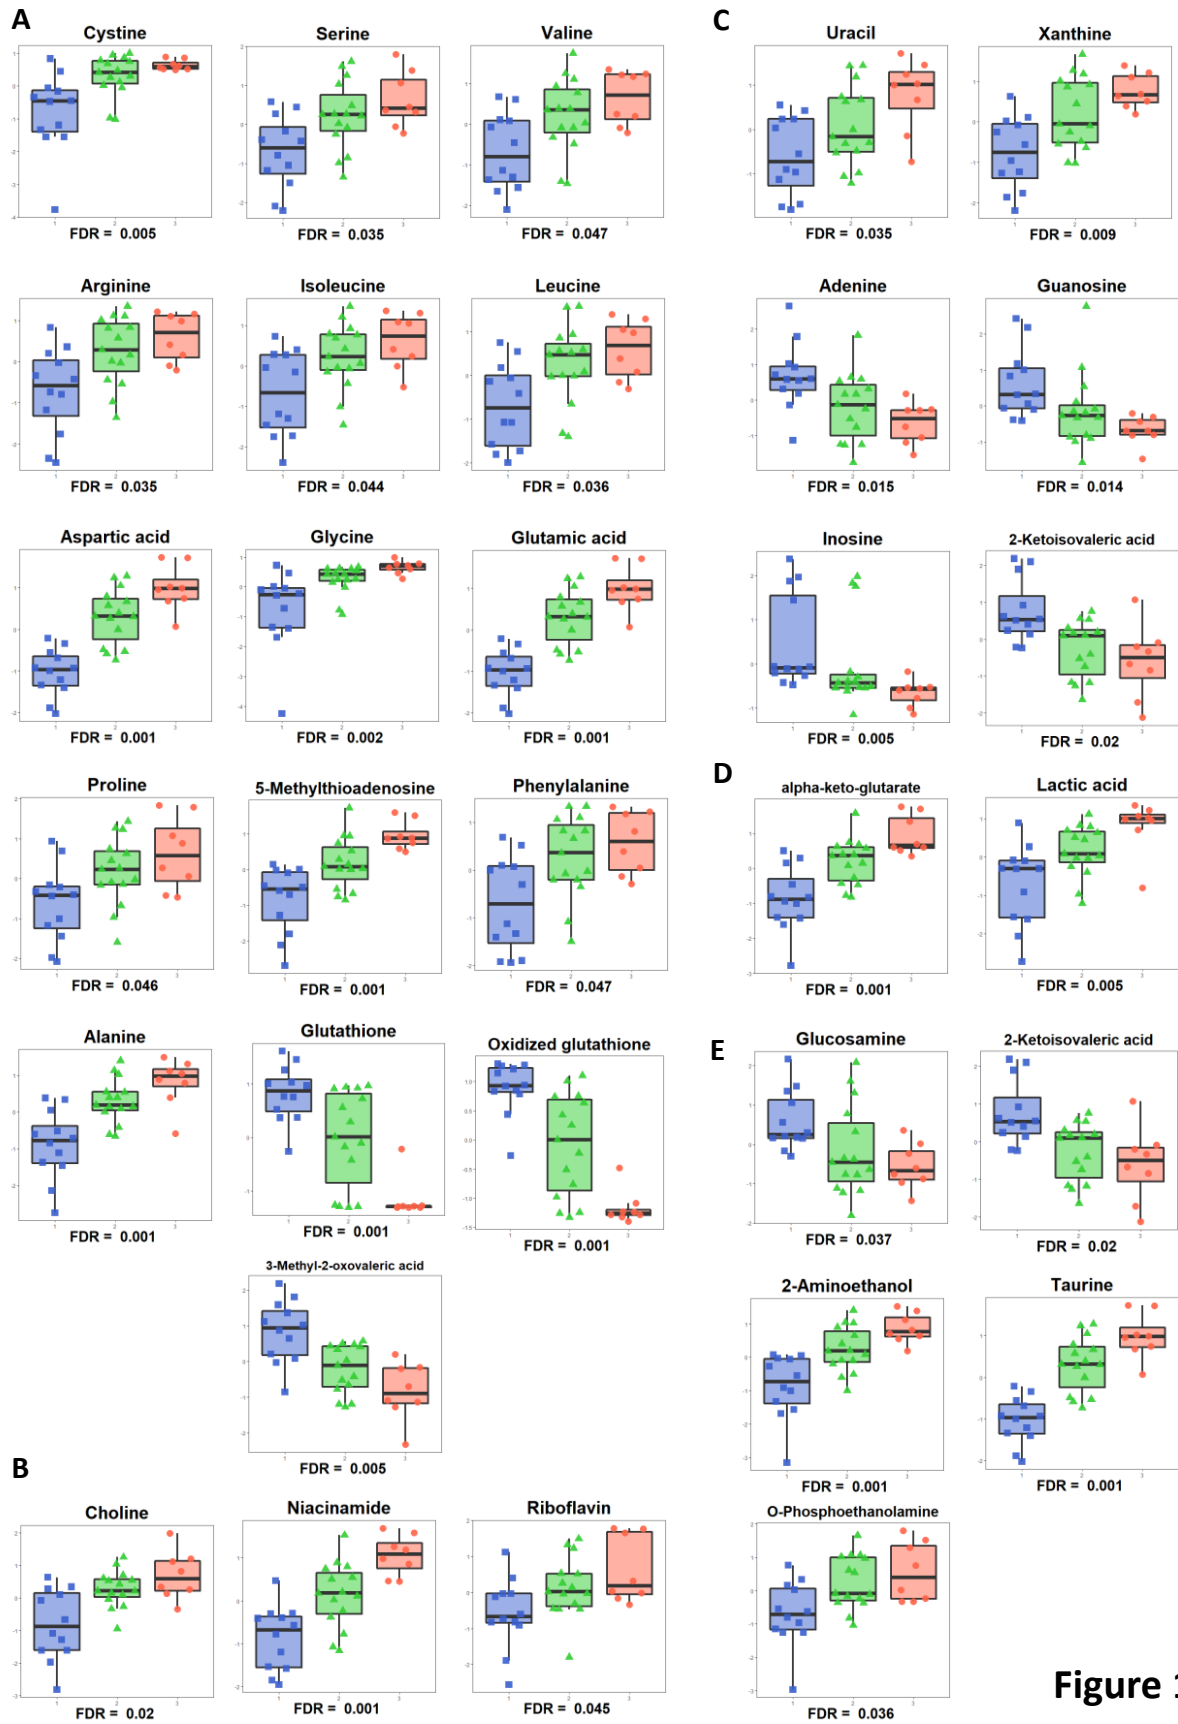 A
Cystine
Serine
Valine
FDR = 0.005
FDR = 0.035
FDR = 0.047
Arginine
Isoleucine
Leucine
FDR = 0.035
FDR = 0.044
FDR = 0.036
Aspartic acid
Glycine
Glutamic acid
FDR = 0.001
FDR = 0.002
FDR = 0.001
Proline
5-Methylthioadenosine
Phenylalanine
FDR = 0.046
FDR = 0.001
FDR = 0.047
Alanine
Glutathione
Oxidized glutathione
FDR = 0.001
FDR = 0.001
FDR = 0.001
3-Methyl-2-oxovaleric acid
FDR = 0.005
B
Choline
Niacinamide
Riboflavin
FDR = 0.02
FDR = 0.001
FDR = 0.045
C
Uracil
Xanthine
FDR = 0.035
FDR = 0.009
Adenine
Guanosine
FDR = 0.015
FDR = 0.014
Inosine
2-Ketoisovaleric acid
FDR = 0.005
FDR = 0.02
D
alpha-keto-glutarate
Lactic acid
FDR = 0.001
FDR = 0.005
E
Glucosamine
2-Ketoisovaleric acid
FDR = 0.037
FDR = 0.02
2-Aminoethanol
Taurine
FDR = 0.001
FDR = 0.001
O-Phosphoethanolamine
FDR = 0.036
Figure 1